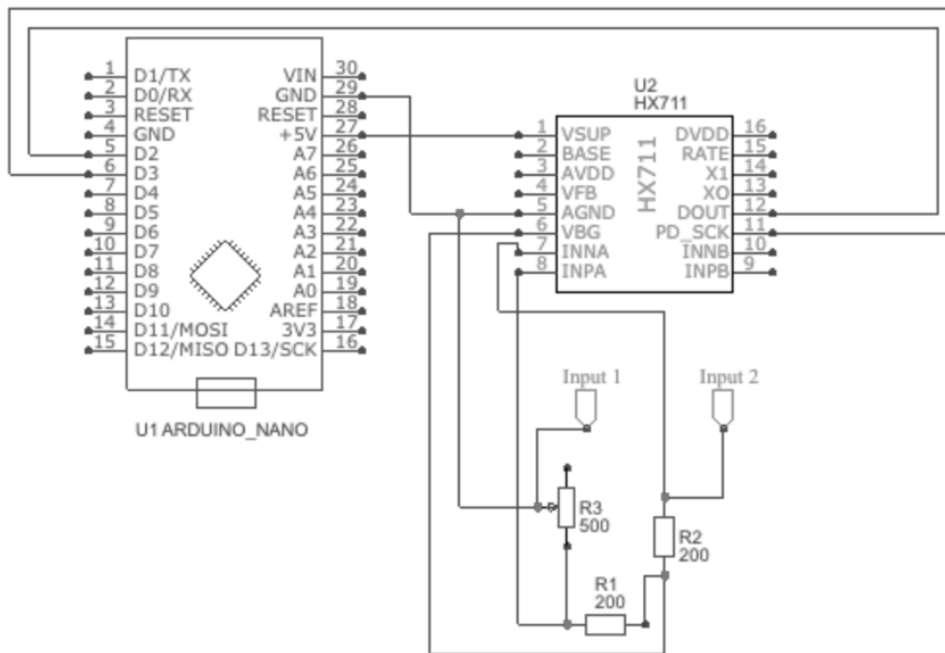 1 D1/TX VIN 30
2 D0/RX GND 29
3 RESET RESET 28
4 GND +5V 27
5 D2 A7 26
6 D3 A6 25
7 D4 A5 24
8 D5 A4 23
9 D6 A3 22
10 D7 A2 21
11 D8 A1 20
12 D9 A0 19
13 D10 AREF 18
14 D11/MOSI 3V3 17
15 D12/MISO D13/SCK 16
U1 ARDUINO_NANO
U2
HX711
1 VSUP DVDD 16
2 BASE RATE 15
3 AVDD X1 14
4 VFB XO 13
5 AGND DOUT 12
6 VBG PD_SCK 11
7 INNA INNB 10
8 INPA INPB 9
HX711
Input 1
Input 2
R3
500
R2
200
R1
200